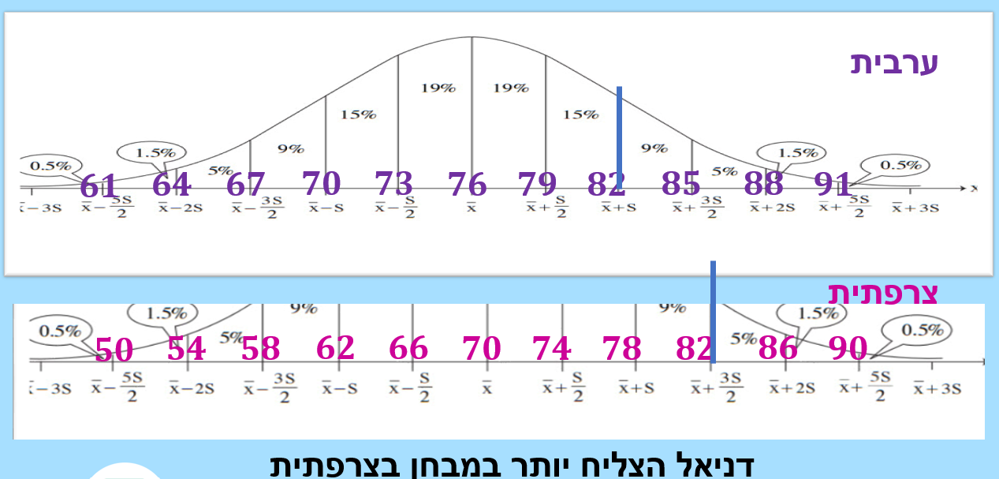 ערבית
19% 19%
15% 15%
9% 9%
1.5% 1.5%
0.5% 5% 5% 0.5%
61 64 67 70 73 76 79 82 85 88 91
x̄−3S x̄−5S/2 x̄−2S x̄−3S/2 x̄−S x̄−S/2 x̄ x̄+S/2 x̄+S x̄+3S/2 x̄+2S x̄+5S/2 x̄+3S
x
צרפתית
9% 9%
1.5% 1.5%
0.5% 5% 5% 0.5%
50 54 58 62 66 70 74 78 82 86 90
x̄−3S x̄−5S/2 x̄−2S x̄−3S/2 x̄−S x̄−S/2 x̄ x̄+S/2 x̄+S x̄+3S/2 x̄+2S x̄+5S/2 x̄+3S
דניאל הצליח יותר במבחן בצרפתית